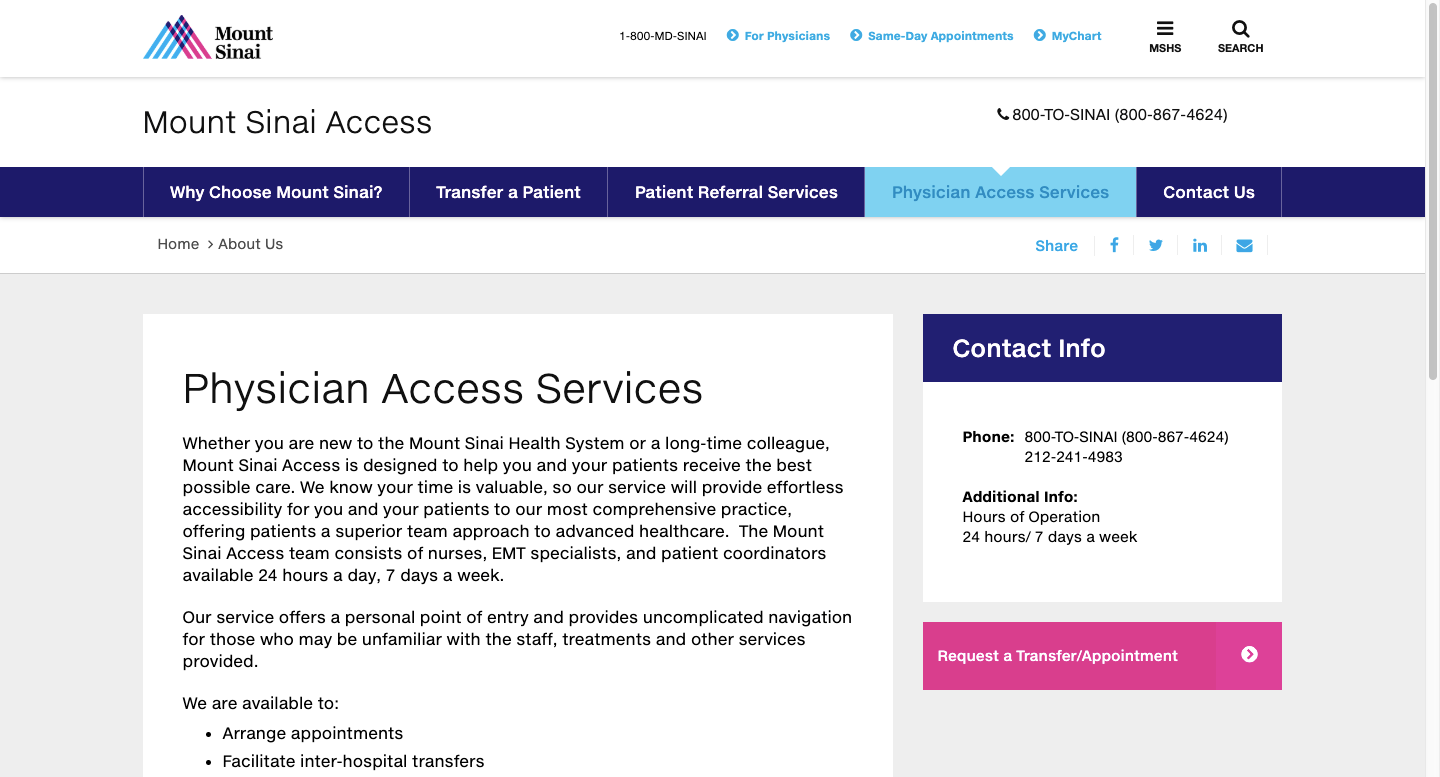 Mount
Sinai
1-800-MD-SINAI
For Physicians
Same-Day Appointments
MyChart
MSHS
SEARCH
Mount Sinai Access
800-TO-SINAI (800-867-4624)
Why Choose Mount Sinai?
Transfer a Patient
Patient Referral Services
Physician Access Services
Contact Us
Home
About Us
Share
Physician Access Services
Whether you are new to the Mount Sinai Health System or a long-time colleague,
Mount Sinai Access is designed to help you and your patients receive the best
possible care. We know your time is valuable, so our service will provide effortless
accessibility for you and your patients to our most comprehensive practice,
offering patients a superior team approach to advanced healthcare.  The Mount
Sinai Access team consists of nurses, EMT specialists, and patient coordinators
available 24 hours a day, 7 days a week.
Our service offers a personal point of entry and provides uncomplicated navigation
for those who may be unfamiliar with the staff, treatments and other services
provided.
We are available to:
• Arrange appointments
• Facilitate inter-hospital transfers
Contact Info
Phone: 800-TO-SINAI (800-867-4624)
212-241-4983
Additional Info:
Hours of Operation
24 hours/ 7 days a week
Request a Transfer/Appointment